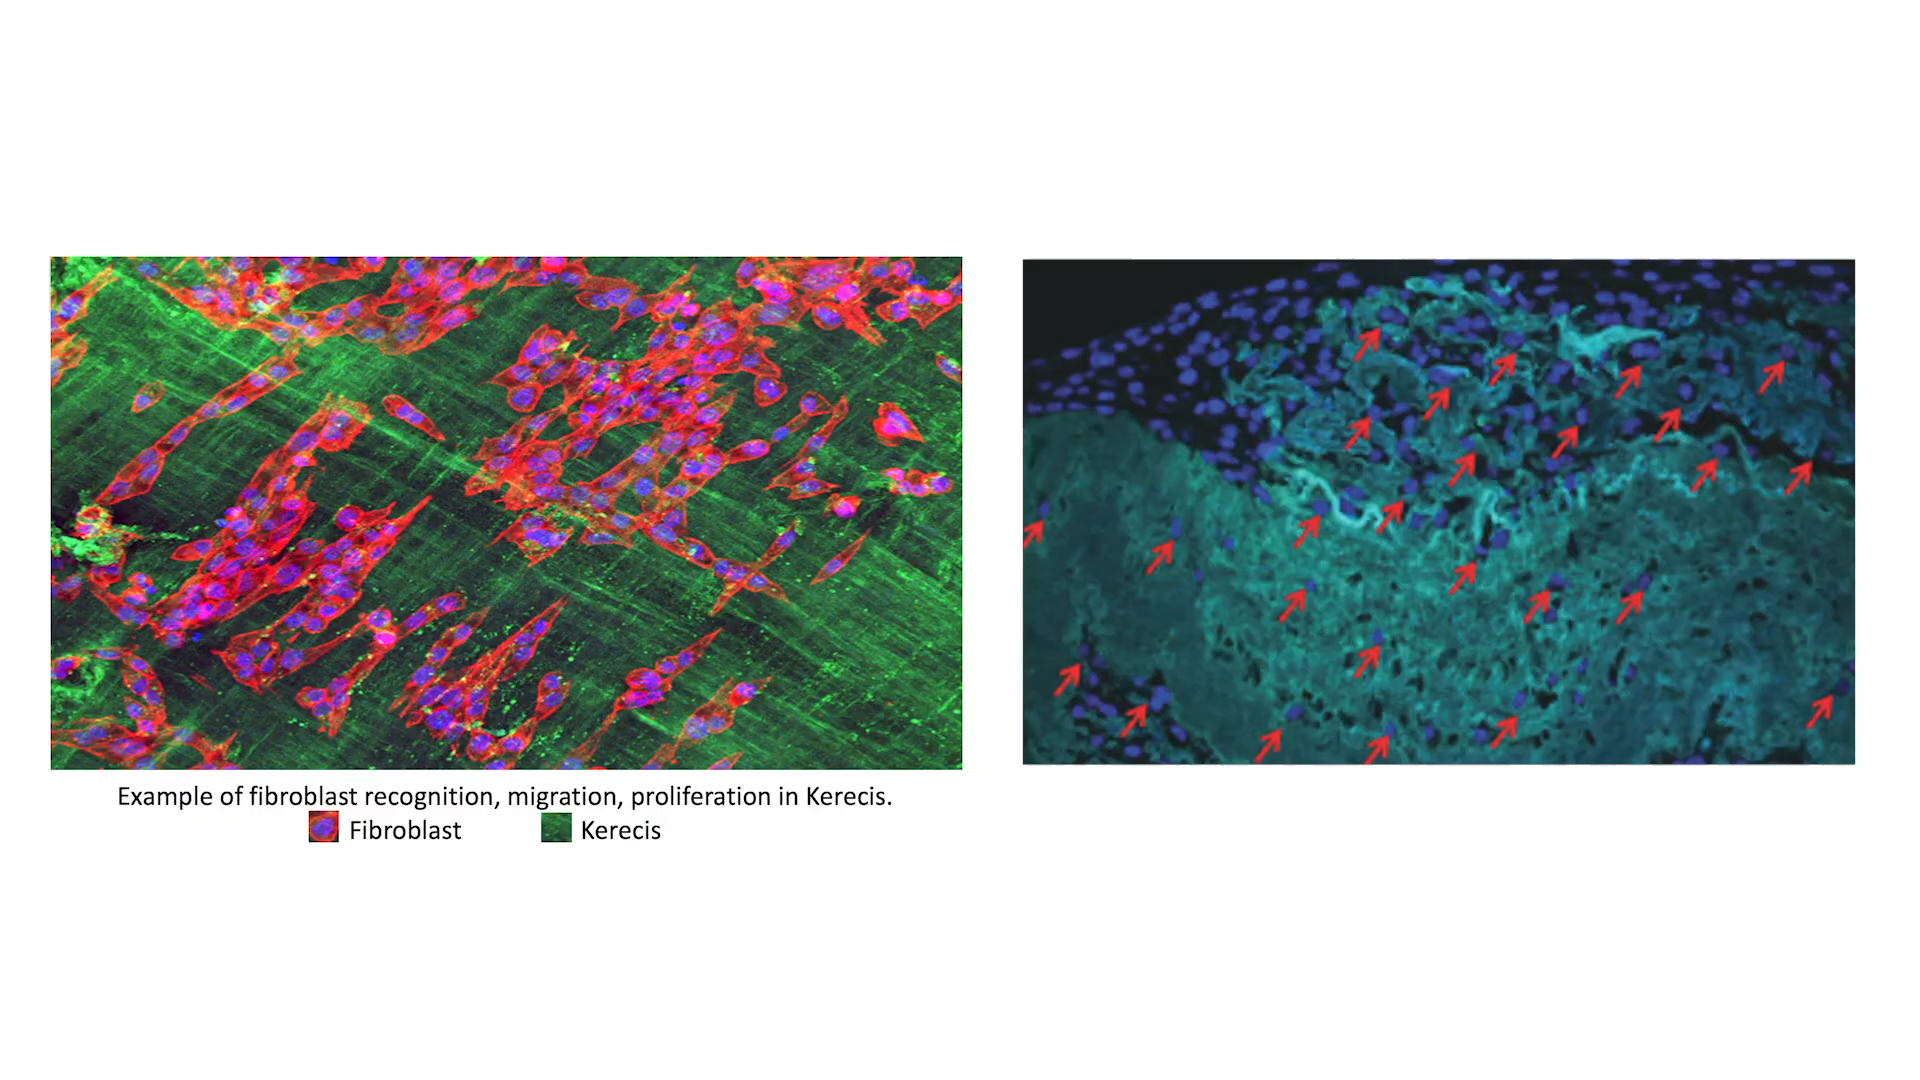 Example of fibroblast recognition, migration, proliferation in Kerecis.
Fibroblast Kerecis